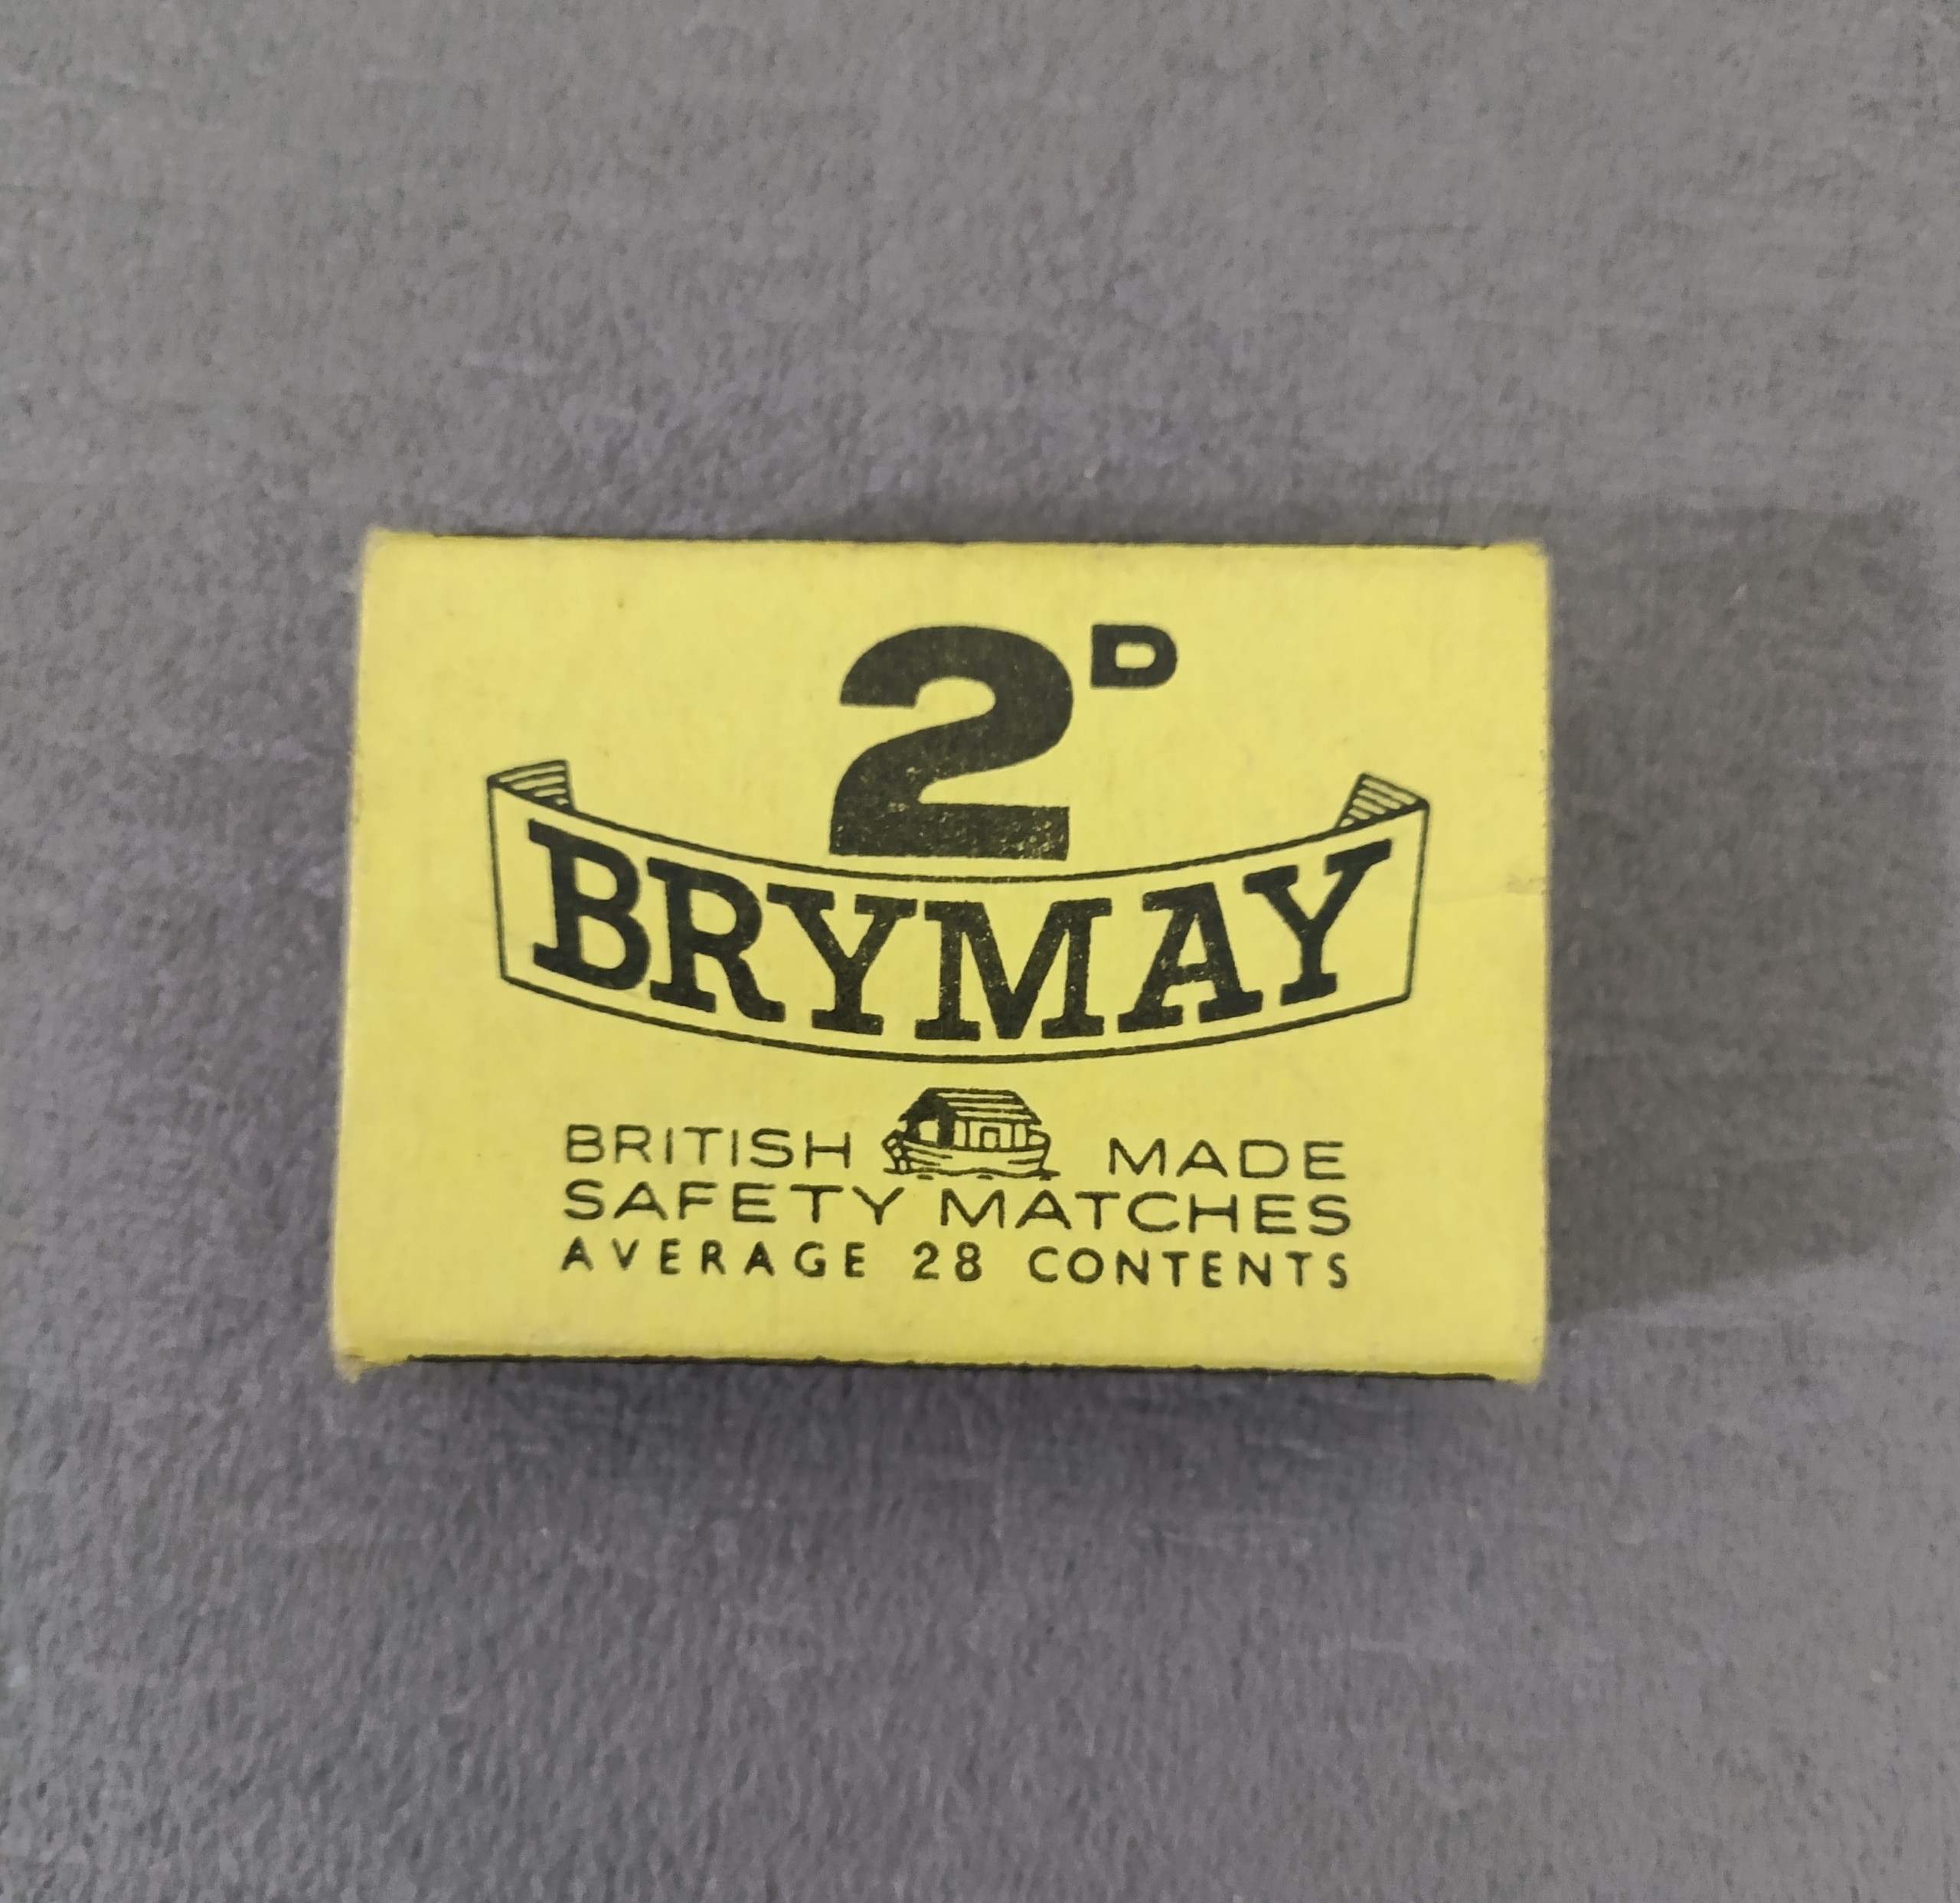 2D
BRYMAY
BRITISH MADE
SAFETY MATCHES
AVERAGE 28 CONTENTS